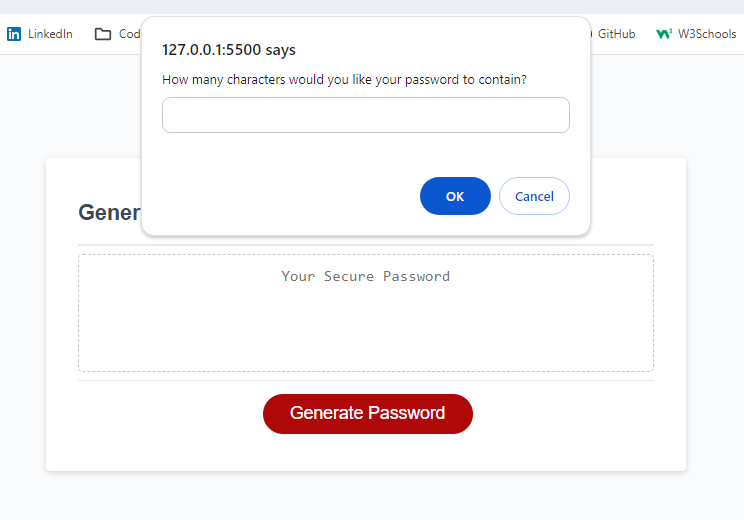 LinkedIn
Cod
GitHub
W3Schools
127.0.0.1:5500 says
How many characters would you like your password to contain?
OK
Cancel
Gener
Your Secure Password
Generate Password